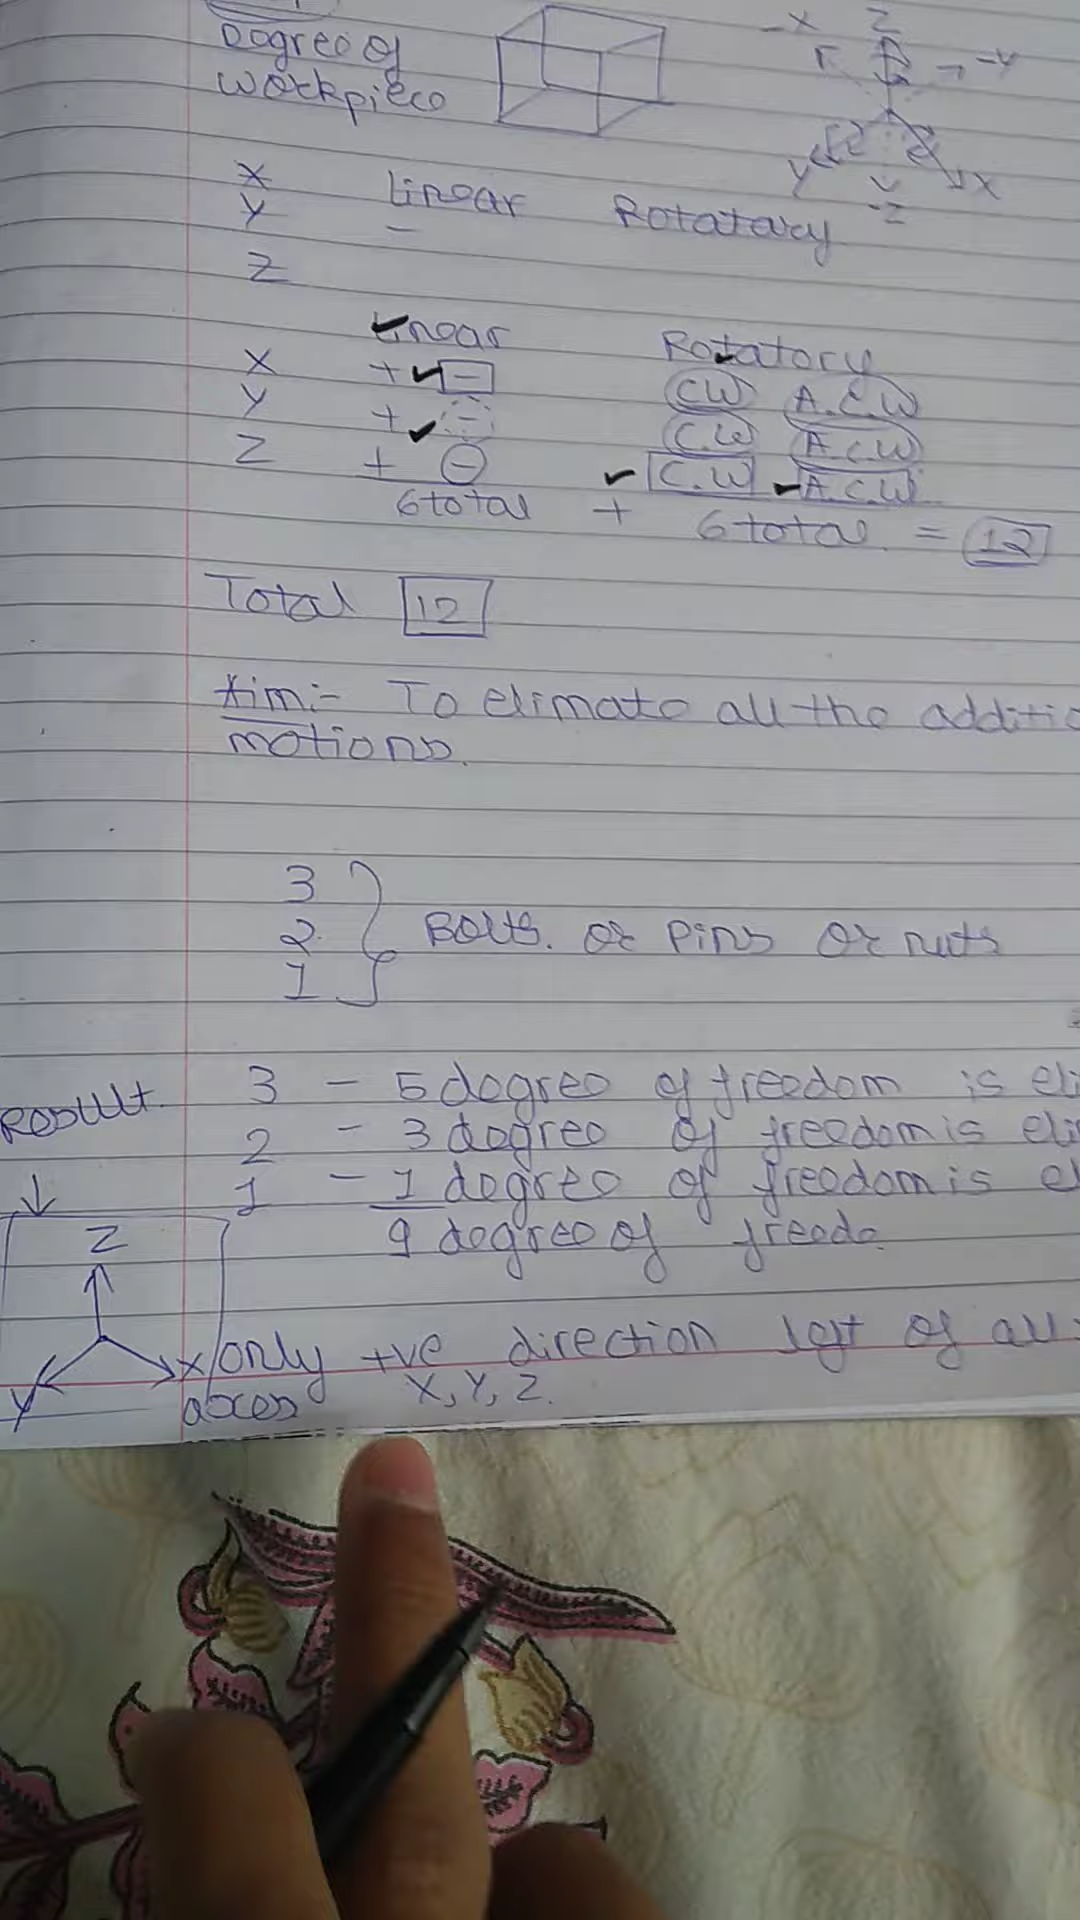 Degree of
workpiece
-X Z
-Y
Y X
-Z
X Linear Rotatary
Y -
Z
Linear Rotatory
X + - CW A.C.W
Y + - C.W A.C.W
Z + - C.W A.C.W
6 total + 6 total = 12
Total 12
Aim:- To elimate all the additio
motions.
3
2 Bolts. or Pins or nuts
1
Result.
3 - 5 degree of freedom is eli
2 - 3 degree of freedom is eli
1 - 1 degree of freedom is e
9 degree of freedo
Z
X
Y
only +ve direction left of all
axes X, Y, Z.